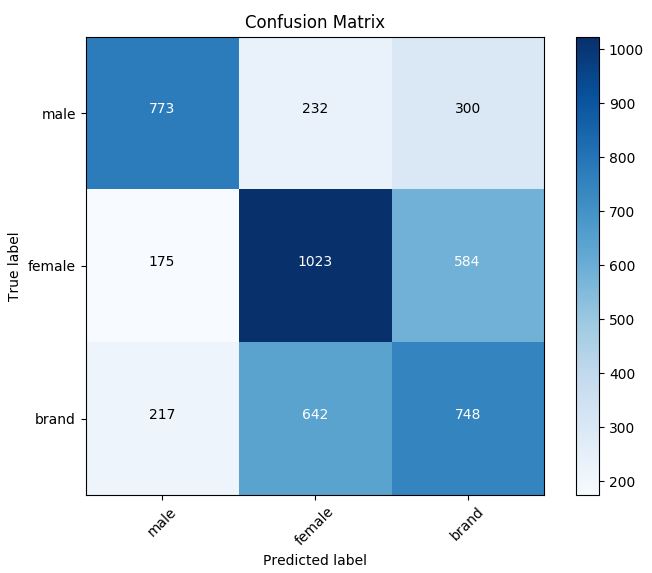 Confusion Matrix
True label
male
773 232 300
female
175 1023 584
brand
217 642 748
male female brand
Predicted label
1000
900
800
700
600
500
400
300
200